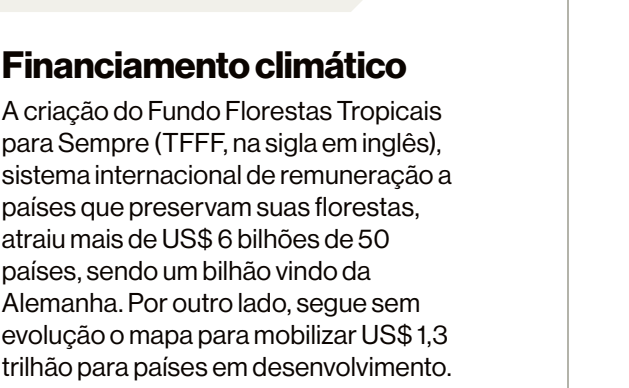 Financiamento climático
A criação do Fundo Florestas Tropicais
para Sempre (TFFF, na sigla em inglês),
sistema internacional de remuneração a
países que preservam suas florestas,
atraiu mais de US$ 6 bilhões de 50
países, sendo um bilhão vindo da
Alemanha. Por outro lado, segue sem
evolução o mapa para mobilizar US$ 1,3
trilhão para países em desenvolvimento.